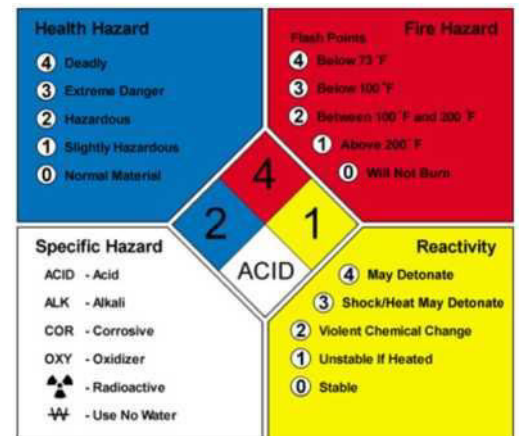 Health Hazard
4 Deadly
3 Extreme Danger
2 Hazardous
1 Slightly Hazardous
0 Normal Material
Fire Hazard
Flash Points
4 Below 73 °F
3 Below 100 °F
2 Between 100 °F and 200 °F
1 Above 200 °F
0 Will Not Burn
4
2
1
ACID
Specific Hazard
ACID - Acid
ALK - Alkali
COR - Corrosive
OXY - Oxidizer
- Radioactive
W - Use No Water
Reactivity
4 May Detonate
3 Shock/Heat May Detonate
2 Violent Chemical Change
1 Unstable If Heated
0 Stable